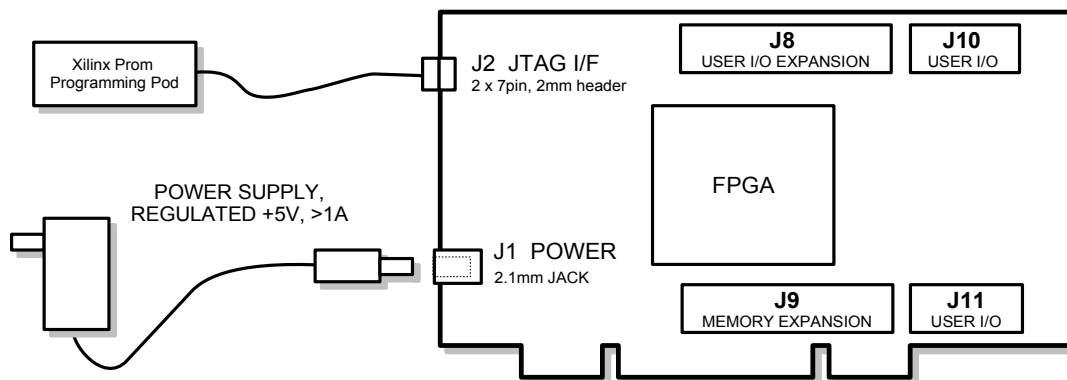 Xilinx Prom
Programming Pod
J2 JTAG I/F
2 x 7pin, 2mm header
J8
USER I/O EXPANSION
J10
USER I/O
FPGA
POWER SUPPLY,
REGULATED +5V, >1A
J1 POWER
2.1mm JACK
J9
MEMORY EXPANSION
J11
USER I/O